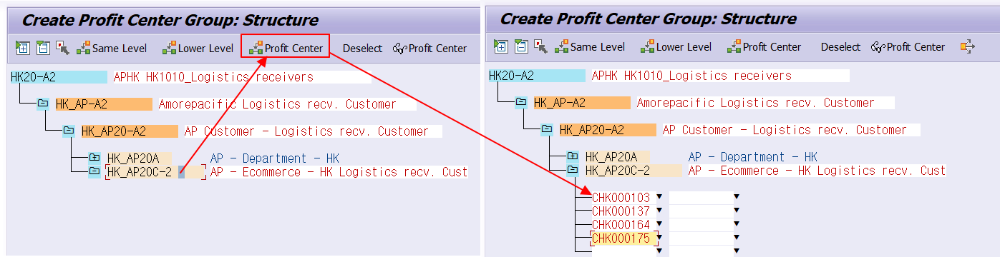 Create Profit Center Group: Structure
Same Level Lower Level Profit Center Deselect Profit Center
HK20-A2 APHK HK1010_Logistics receivers
HK_AP-A2 Amorepacific Logistics recv. Customer
HK_AP20-A2 AP Customer - Logistics recv. Customer
HK_AP20A AP - Department - HK
HK_AP20C-2 AP - Ecommerce - HK Logistics recv. Cust
Create Profit Center Group: Structure
Same Level Lower Level Profit Center Deselect Profit Center
HK20-A2 APHK HK1010_Logistics receivers
HK_AP-A2 Amorepacific Logistics recv. Customer
HK_AP20-A2 AP Customer - Logistics recv. Customer
HK_AP20A AP - Department - HK
HK_AP20C-2 AP - Ecommerce - HK Logistics recv. Cust
CHK000103
CHK000137
CHK000164
CHK000175